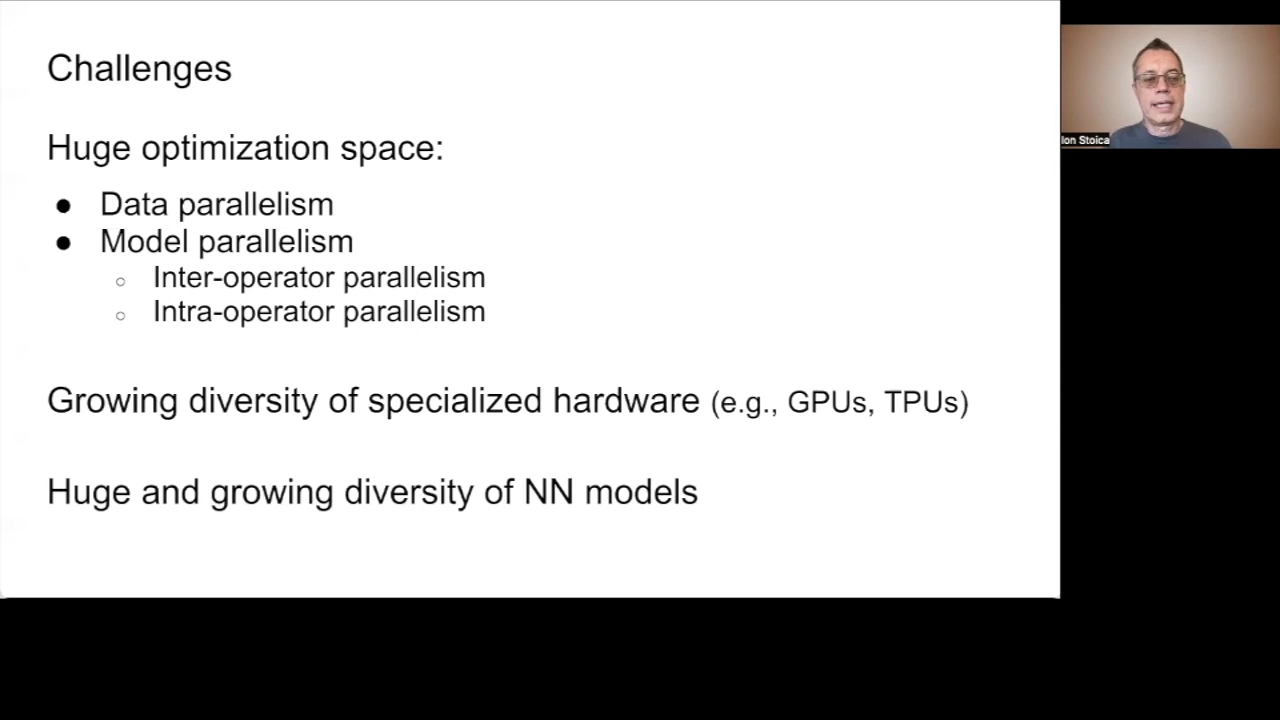 Challenges
Huge optimization space:
● Data parallelism
● Model parallelism
○ Inter-operator parallelism
○ Intra-operator parallelism
Growing diversity of specialized hardware (e.g., GPUs, TPUs)
Huge and growing diversity of NN models
Ion Stoica